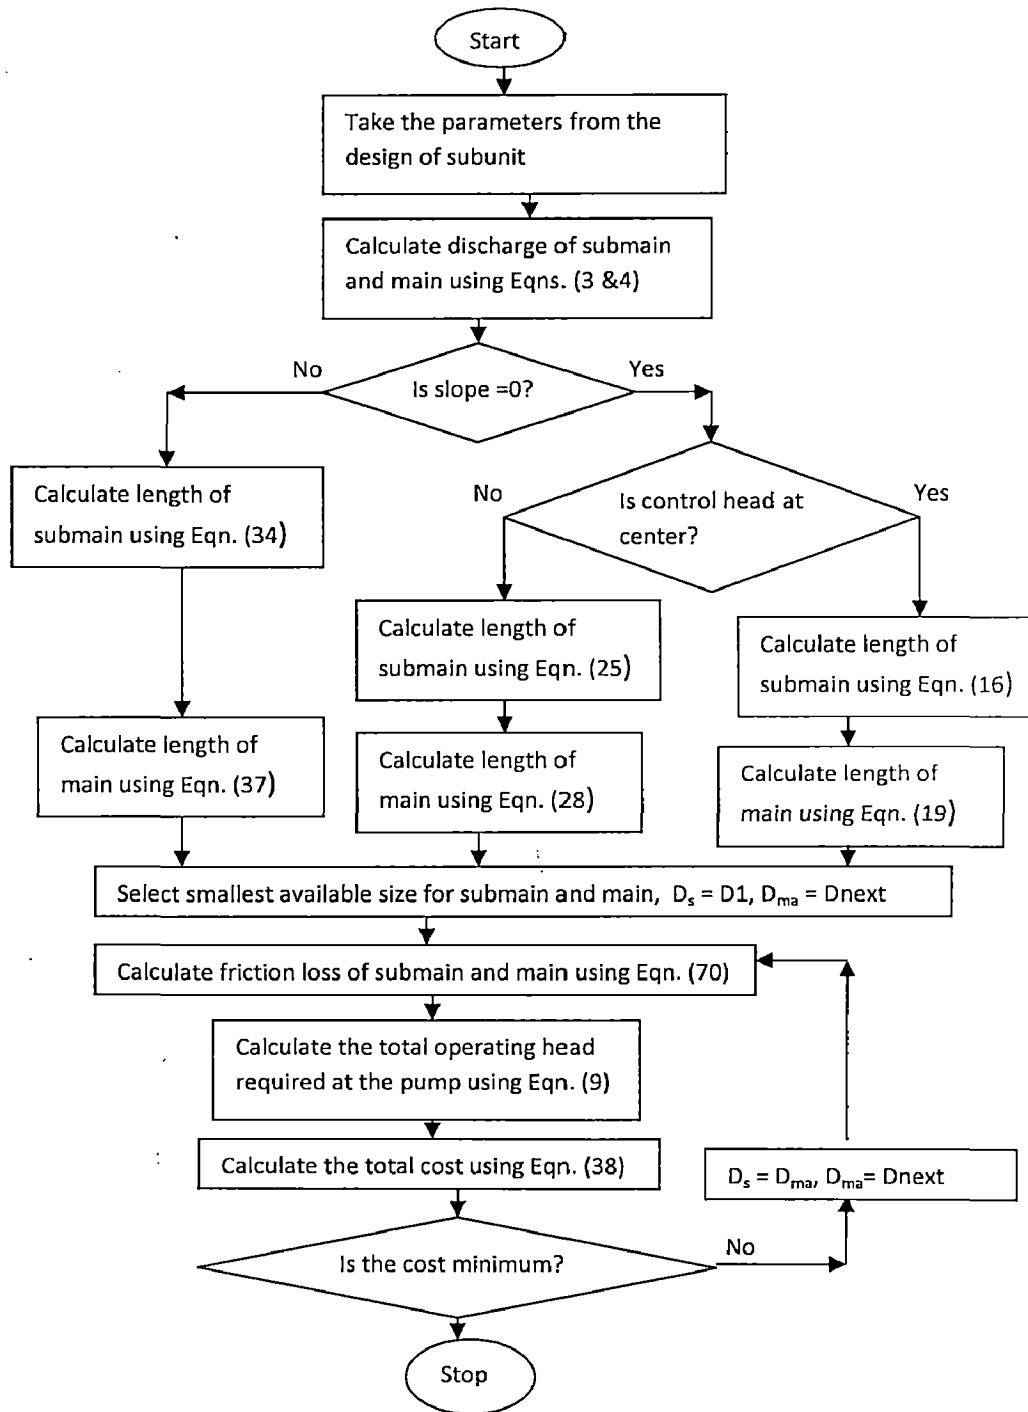 Start
Take the parameters from the
design of subunit
Calculate discharge of submain
and main using Eqns. (3 &4)
No
Is slope =0?
Yes
Calculate length of
submain using Eqn. (34)
No
Is control head at
center?
Yes
Calculate length of
submain using Eqn. (25)
Calculate length of
submain using Eqn. (16)
Calculate length of
main using Eqn. (37)
Calculate length of
main using Eqn. (28)
Calculate length of
main using Eqn. (19)
Select smallest available size for submain and main, Ds = D1, Dma = Dnext
Calculate friction loss of submain and main using Eqn. (70)
Calculate the total operating head
required at the pump using Eqn. (9)
Calculate the total cost using Eqn. (38)
Ds = Dma, Dma= Dnext
Is the cost minimum?
No
Stop